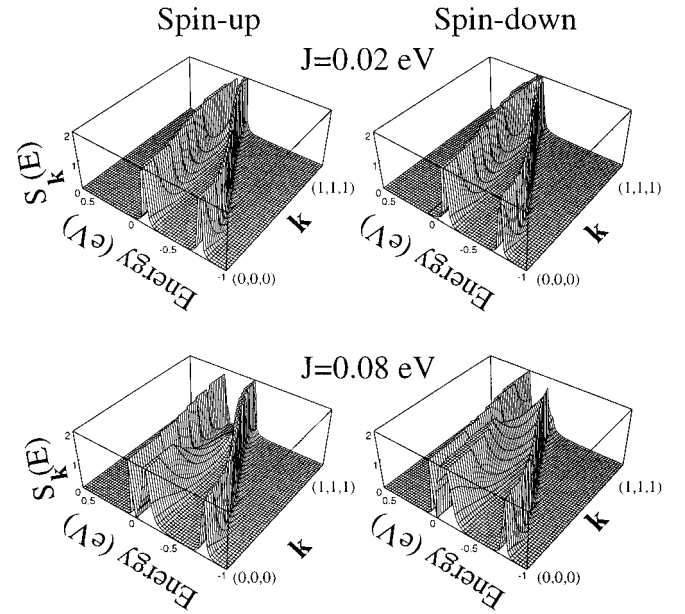 Spin-up Spin-down
J=0.02 eV
2 2
1 1
S_k(E)
0.5 0.5
0 0
-0.5 -0.5
-1 -1
Energy (eV) Energy (eV)
(0,0,0) (0,0,0)
k k
(1,1,1) (1,1,1)
J=0.08 eV
2 2
1 1
S_k(E)
0.5 0.5
0 0
-0.5 -0.5
-1 -1
Energy (eV) Energy (eV)
(0,0,0) (0,0,0)
k k
(1,1,1) (1,1,1)